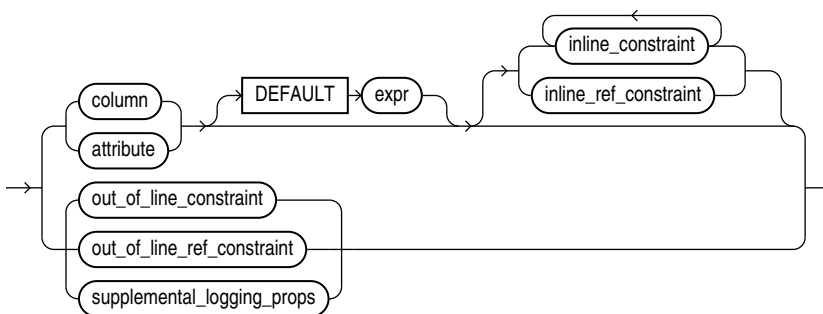 inline_constraint
column
DEFAULT
expr
inline_ref_constraint
attribute
out_of_line_constraint
out_of_line_ref_constraint
supplemental_logging_props